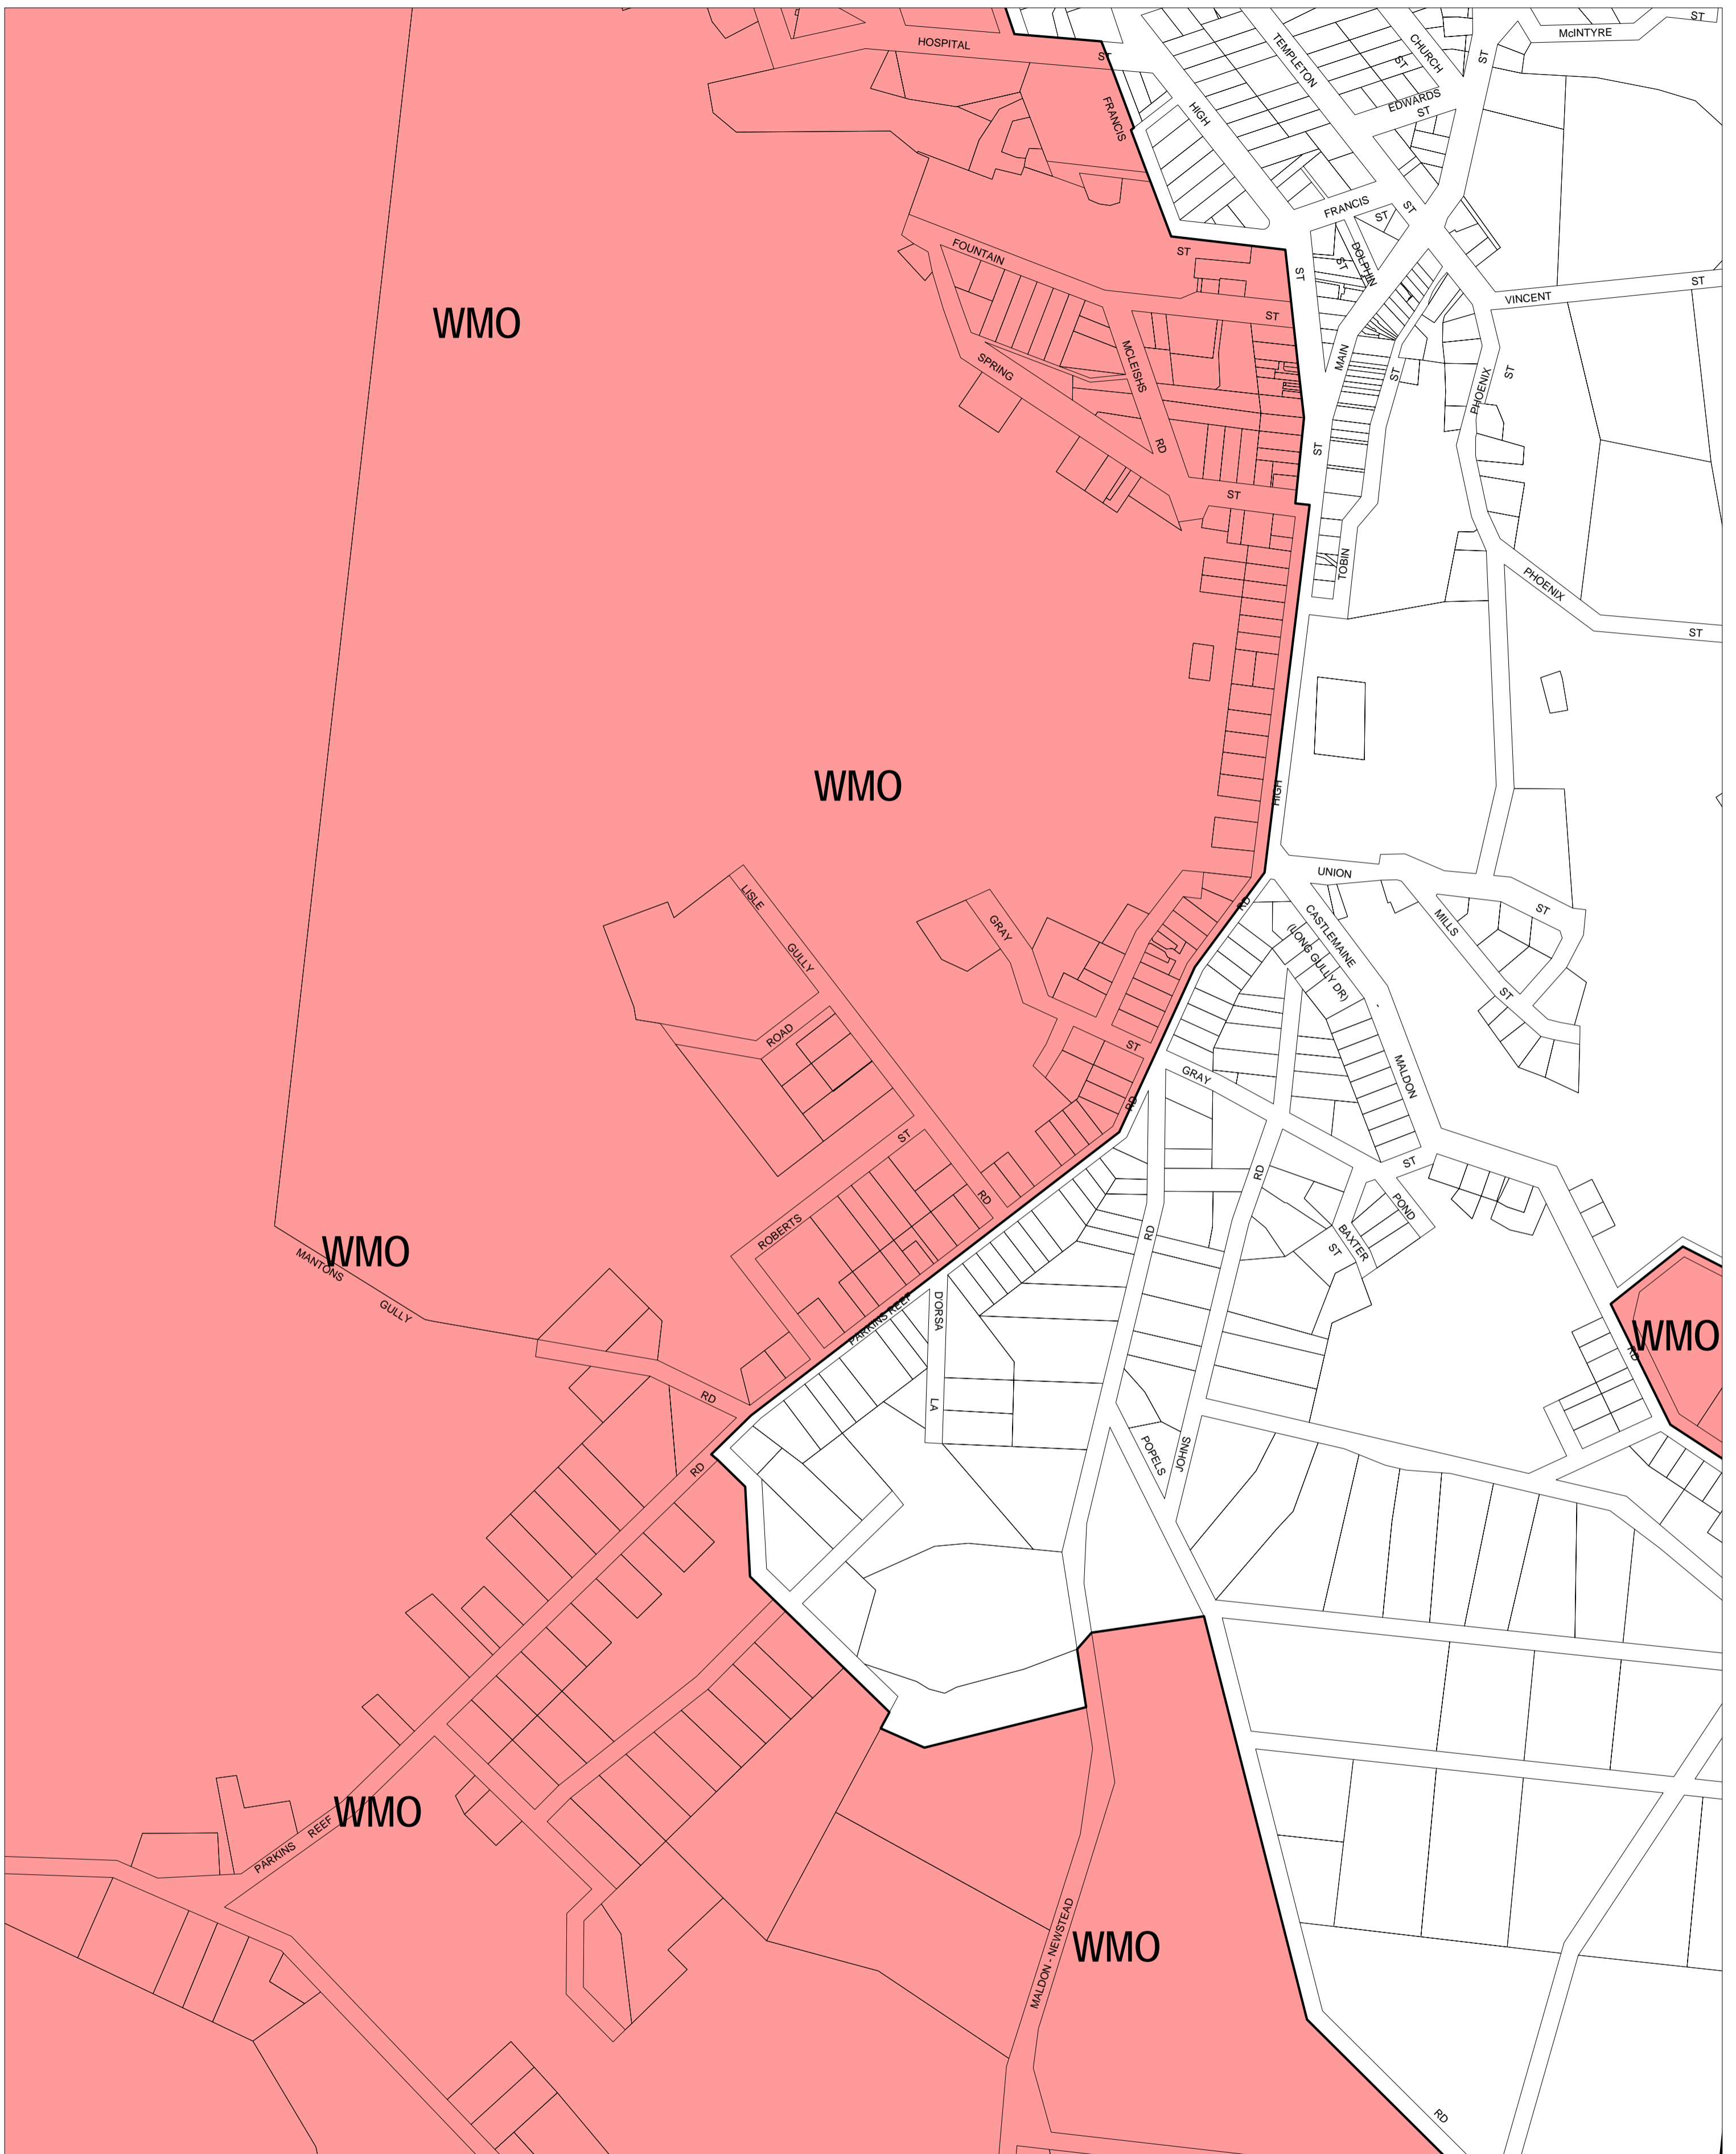 ST
McINTYRE
HOSPITAL
ST
TEMPLETON
CHURCH
ST
ST
EDWARDS
ST
FRANCIS
HIGH
FRANCIS
ST
ST
ST
FOUNTAIN
ST
ST
DOLPHIN
ST
VINCENT
ST
WMO
ST
MAIN
MCLEISHS
SPRING
ST
PHOENIX
ST
RD
ST
ST
TOBIN
PHOENIX
ST
WMO
HIGH
UNION
LISLE
GULLY
ROAD
GRAY
ST
RD
CASTLEMAINE
(LONG GULLY DR)
-
MALDON
MILLS
ST
ST
GRAY
ST
RD
ROBERTS
ST
RD
RD
RD
POND
BAXTER
ST
WMO
MANTONS
GULLY
RD
PARKINS REEF
D'ORSA
LA
WMO
RD
RD
POPELS
JOHNS
WMO
PARKINS
REEF
MALDON - NEWSTEAD
WMO
RD